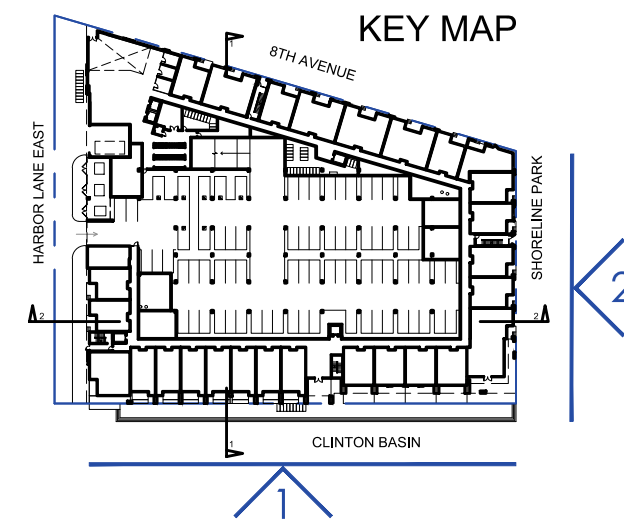 KEY MAP
1
8TH AVENUE
HARBOR LANE EAST
SHORELINE PARK
2
2
2
1
CLINTON BASIN
1